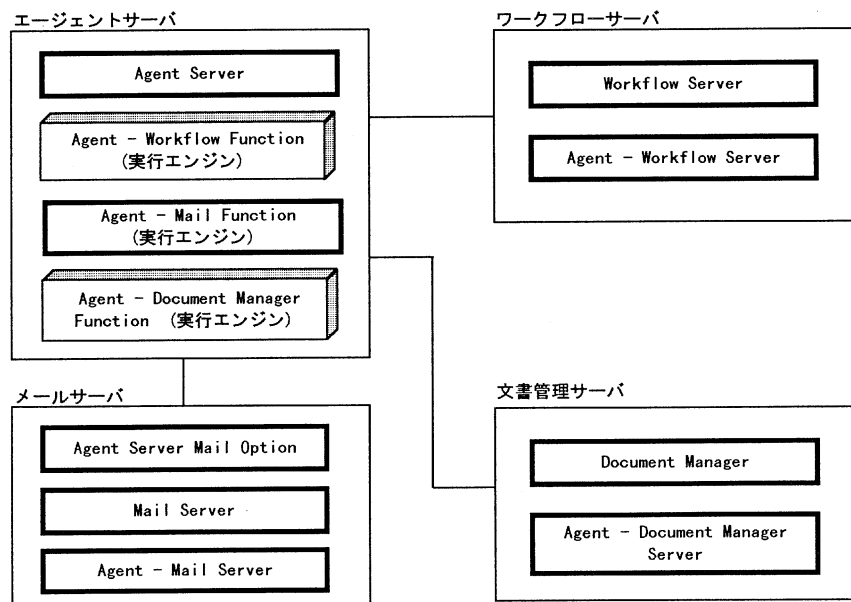 エージェントサーバ
Agent Server
Agent - Workflow Function
(実行エンジン)
Agent - Mail Function
(実行エンジン)
Agent - Document Manager
Function (実行エンジン)
ワークフローサーバ
Workflow Server
Agent - Workflow Server
メールサーバ
Agent Server Mail Option
Mail Server
Agent - Mail Server
文書管理サーバ
Document Manager
Agent - Document Manager
Server